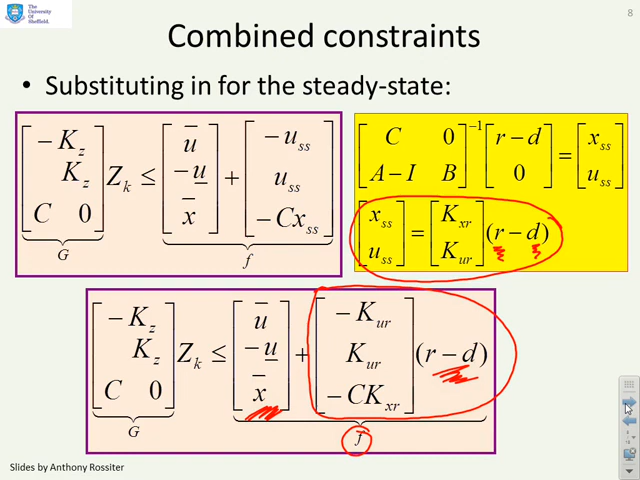 8
The University Of Sheffield.
Combined constraints
• Substituting in for the steady-state:
[−K_z; K_z; C 0] Z_k ≤ [u̅; −u̲; x̅] + [−u_ss; u_ss; −Cx_ss]
G f
[C 0; A−I B]^−1 [r−d; 0] = [x_ss; u_ss]
[x_ss; u_ss] = [K_xr; K_ur] (r − d)
[−K_z; K_z; C 0] Z_k ≤ [u̅; −u̲; x̅] + [−K_ur; K_ur; −CK_xr] (r − d)
G f
Slides by Anthony Rossiter